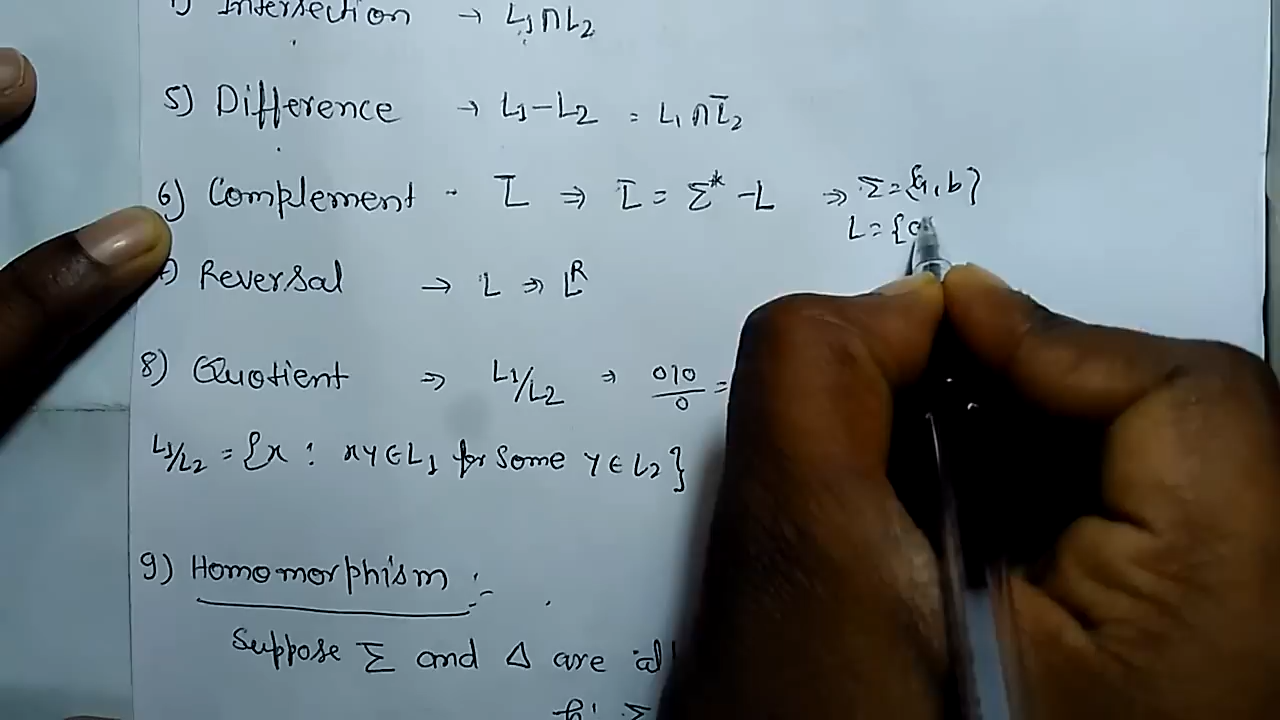 Intersection → L1∩L2
5) Difference → L1-L2 = L1∩L̅2
6) Complement - L̅ ⇒ L̅ = Σ* -L ⇒ Σ={a,b}
L={a
Reversal → L ⇒ L^R
8) Quotient ⇒ L1/L2 ⇒ 010/0 =
L1/L2 = {x : xy∈L1 for some y∈L2}
9) Homomorphism :-
Suppose Σ and Δ are al
h: Σ